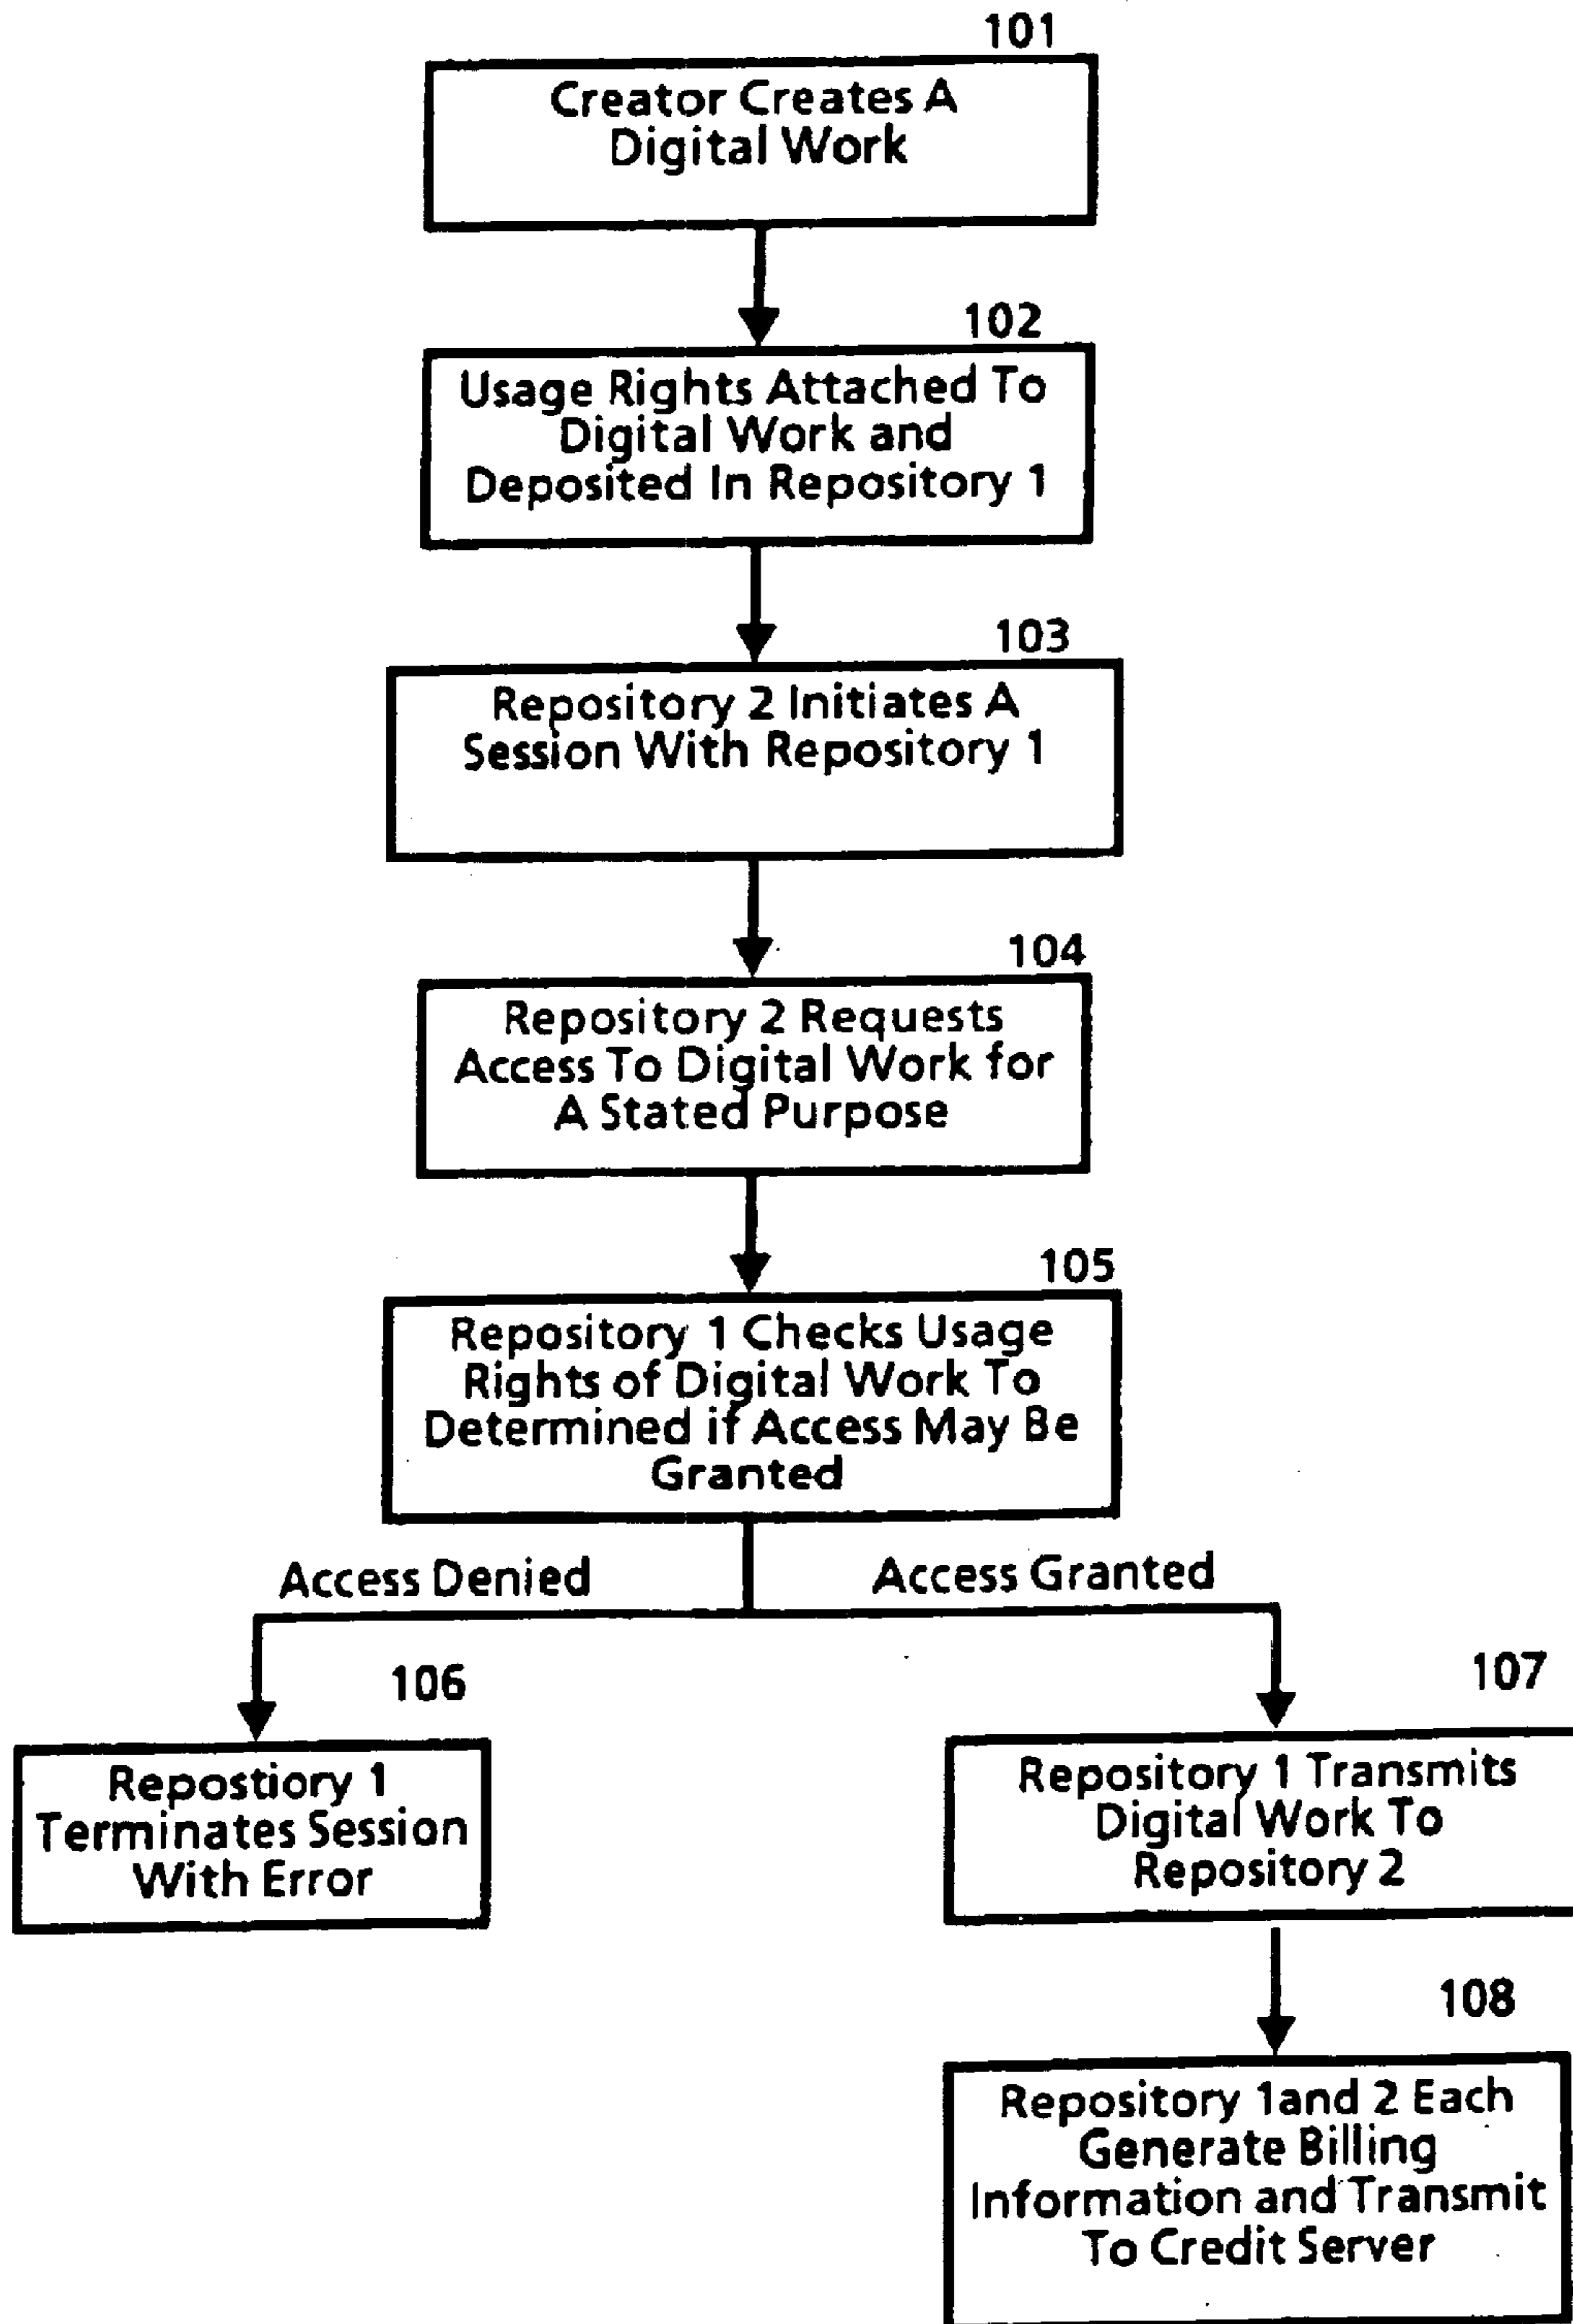 101
Creator Creates A
Digital Work
102
Usage Rights Attached To
Digital Work and
Deposited In Repository 1
103
Repository 2 Initiates A
Session With Repository 1
104
Repository 2 Requests
Access To Digital Work for
A Stated Purpose
105
Repository 1 Checks Usage
Rights of Digital Work To
Determined if Access May Be
Granted
Access Denied
Access Granted
106
Repostiory 1
Terminates Session
With Error
107
Repository 1 Transmits
Digital Work To
Repository 2
108
Repository 1and 2 Each
Generate Billing
Information and Transmit
To Credit Server